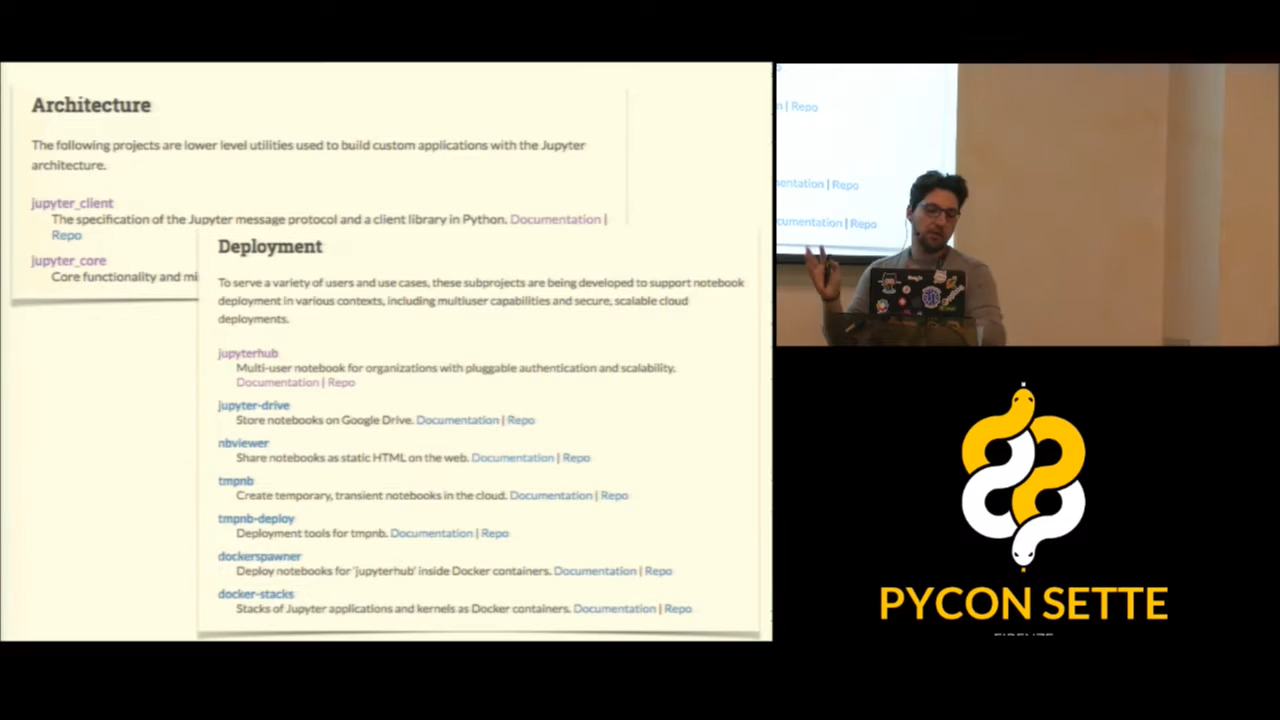 Architecture
The following projects are lower level utilities used to build custom applications with the Jupyter
architecture.
jupyter_client
The specification of the Jupyter message protocol and a client library in Python. Documentation |
Repo
jupyter_core
Core functionality and mi
Deployment
To serve a variety of users and use cases, these subprojects are being developed to support notebook
deployment in various contexts, including multiuser capabilities and secure, scalable cloud
deployments.
jupyterhub
Multi-user notebook for organizations with pluggable authentication and scalability.
Documentation | Repo
jupyter-drive
Store notebooks on Google Drive. Documentation | Repo
nbviewer
Share notebooks as static HTML on the web. Documentation | Repo
tmpnb
Create temporary, transient notebooks in the cloud. Documentation | Repo
tmpnb-deploy
Deployment tools for tmpnb. Documentation | Repo
dockerspawner
Deploy notebooks for 'jupyterhub' inside Docker containers. Documentation | Repo
docker-stacks
Stacks of Jupyter applications and kernels as Docker containers. Documentation | Repo
n | Repo
entation | Repo
cumentation | Repo
PYCON SETTE